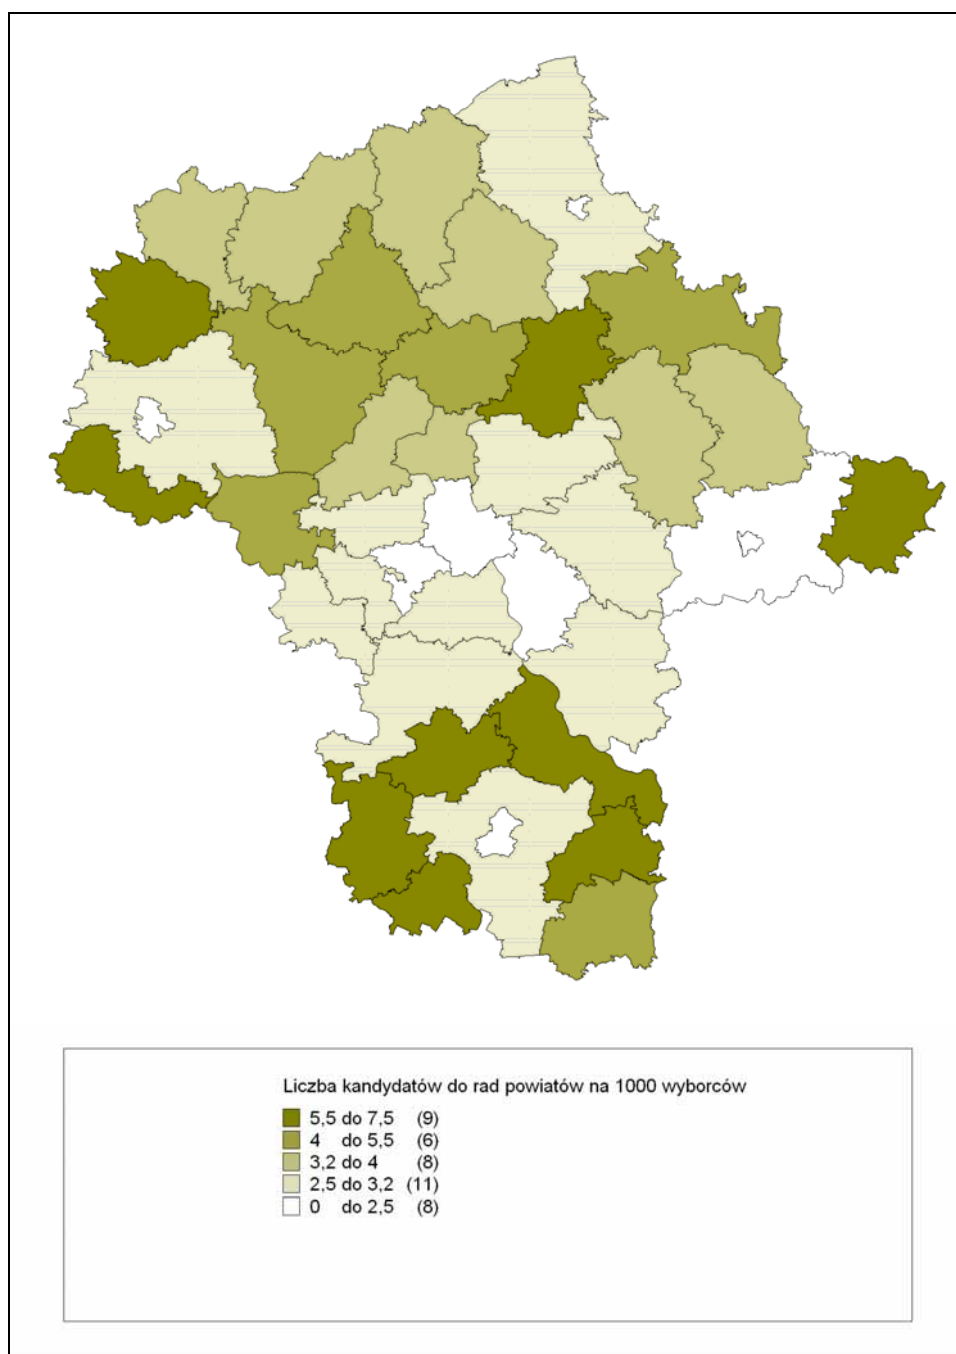 Liczba kandydatów do rad powiatów na 1000 wyborców
5,5 do 7,5 (9)
4 do 5,5 (6)
3,2 do 4 (8)
2,5 do 3,2 (11)
0 do 2,5 (8)